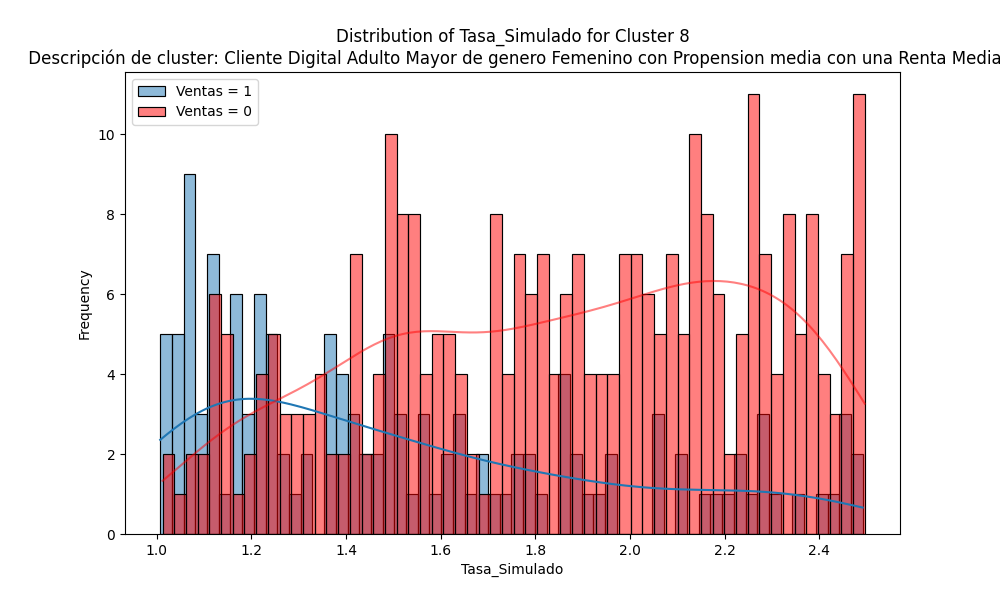 Distribution of Tasa_Simulado for Cluster 8
Descripción de cluster: Cliente Digital Adulto Mayor de genero Femenino con Propension media con una Renta Media
Ventas = 1
Ventas = 0
Frequency
10
8
6
4
2
0
1.0 1.2 1.4 1.6 1.8 2.0 2.2 2.4
Tasa_Simulado